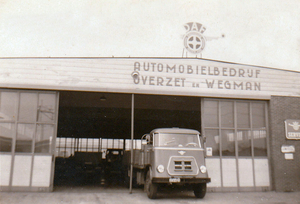 DAF
AUTOMOBIELBEDRIJF
OVERZET EN WEGMAN